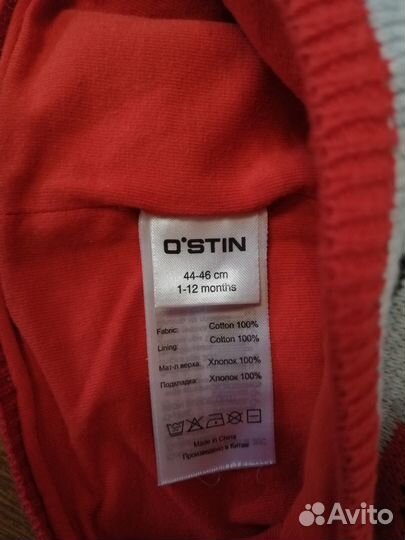 O'STIN
44-46 cm
1-12 months
Fabric: Cotton 100%
Lining: Cotton 100%
Мат-л верха: Хлопок 100%
Подкладка: Хлопок 100%
Made in China
Произведено в Китае
Avito